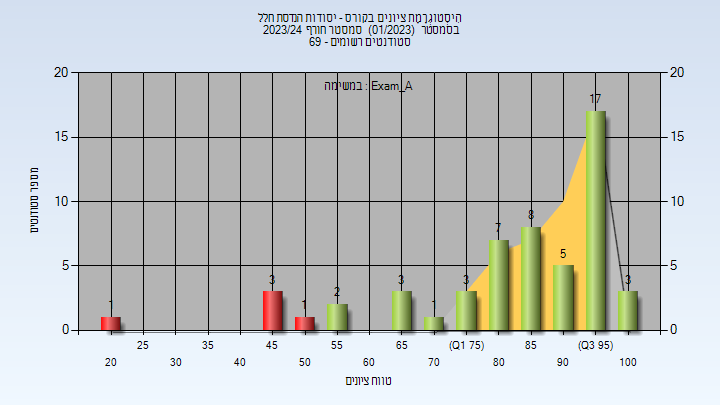 הִיסטוֹגְרָמַת ציונים בקורס - יסודות הנדסת חלל
בסמסטר (01/2023) סמסטר חורף 2023/24
סטודנטים רשומים - 69
במשימה : Exam_A
20 20
15 15
10 10
5 5
0 0
מספר סטודנטים
1 3 1 2 3 1 3 7 8 5 17 3
25 35 45 55 65 (Q1 75) 85 (Q3 95)
20 30 40 50 60 70 80 90 100
טווח ציונים